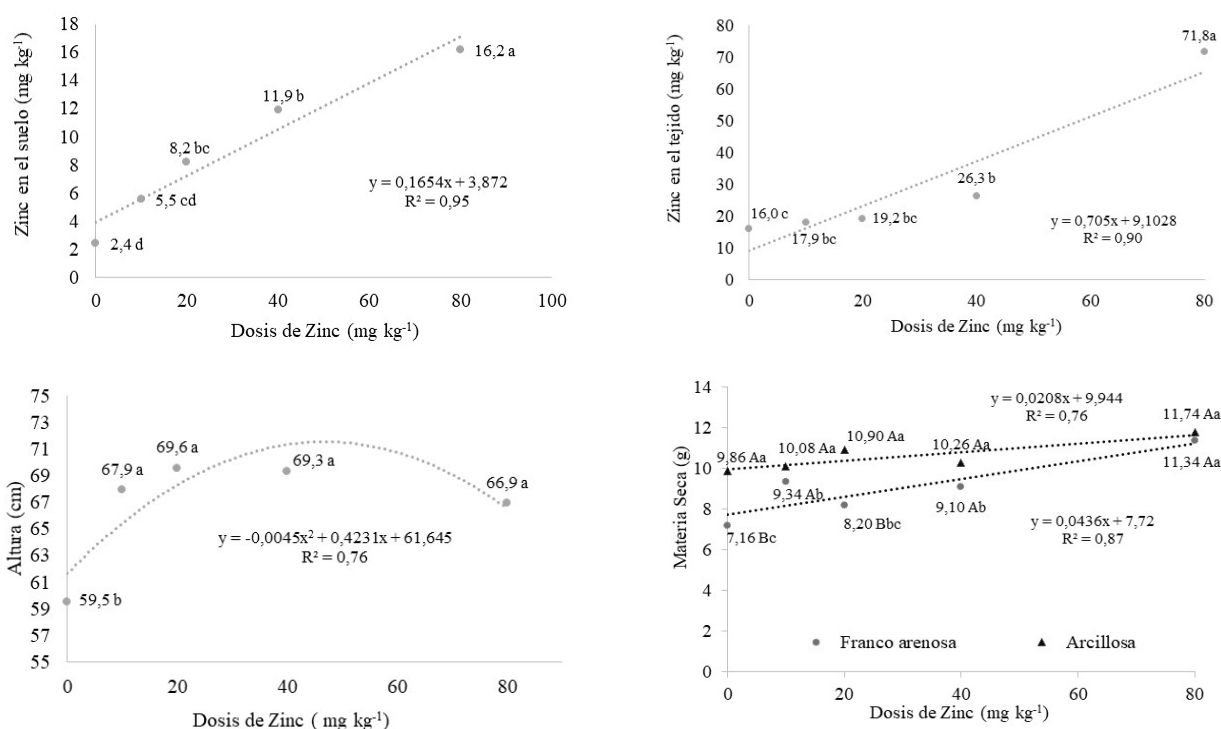 Zinc en el suelo (mg kg-1)
18
16
14
12
10
8
6
4
2
0
16,2 a
11,9 b
8,2 bc
5,5 cd
2,4 d
y = 0,1654x + 3,872
R² = 0,95
0 20 40 60 80 100
Dosis de Zinc (mg kg-1)
Zinc en el tejido (mg kg-1)
80
70
60
50
40
30
20
10
0
71,8a
26,3 b
16,0 c
19,2 bc
17,9 bc
y = 0,705x + 9,1028
R² = 0,90
0 20 40 60 80
Dosis de Zinc (mg kg-1)
Altura (cm)
75
73
71
69
67
65
63
61
59
57
55
69,6 a
67,9 a
69,3 a
66,9 a
59,5 b
y = -0,0045x² + 0,4231x + 61,645
R² = 0,76
0 20 40 60 80
Dosis de Zinc ( mg kg-1)
Materia Seca (g)
14
12
10
8
6
4
2
0
y = 0,0208x + 9,944
R² = 0,76
11,74 Aa
10,90 Aa
10,08 Aa
10,26 Aa
9,86 Aa
11,34 Aa
9,34 Ab
9,10 Ab
8,20 Bbc
7,16 Bc
y = 0,0436x + 7,72
R² = 0,87
Franco arenosa
Arcillosa
0 20 40 60 80
Dosis de Zinc (mg kg-1)